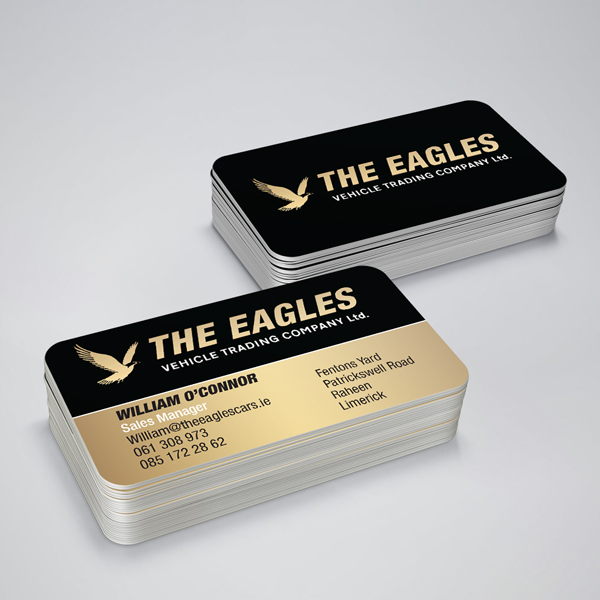 THE EAGLES
VEHICLE TRADING COMPANY Ltd.
THE EAGLES
VEHICLE TRADING COMPANY Ltd.
WILLIAM O'CONNOR
Sales Manager
William@theeaglescars.ie
061 308 973
085 172 28 62
Fentons Yard
Patrickswell Road
Raheen
Limerick